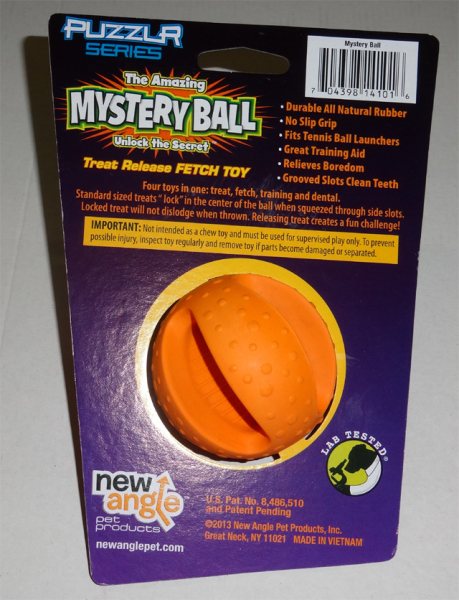 PUZZLR
SERIES
The Amazing
MYSTERY BALL
Unlock the Secret
Treat Release FETCH TOY
Mystery Ball
7 04398 14101 6
• Durable All Natural Rubber
• No Slip Grip
• Fits Tennis Ball Launchers
• Great Training Aid
• Relieves Boredom
• Grooved Slots Clean Teeth
Four toys in one: treat, fetch, training and dental.
Standard sized treats "lock" in the center of the ball when squeezed through side slots.
Locked treat will not dislodge when thrown. Releasing treat creates a fun challenge!
IMPORTANT: Not intended as a chew toy and must be used for supervised play only. To prevent
possible injury, inspect toy regularly and remove toy if parts become damaged or separated.
LAB TESTED®
new
angle
pet
products
newanglepet.com
U.S. Pat. No. 8,486,510
and Patent Pending
©2013 New Angle Pet Products, Inc.
Great Neck, NY 11021 MADE IN VIETNAM